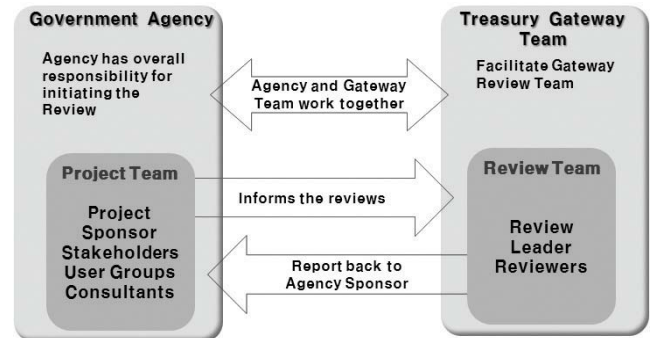 Government Agency
Agency has overall
responsibility for
initiating the
Review
Project Team
Project
Sponsor
Stakeholders
User Groups
Consultants
Agency and Gateway
Team work together
Informs the reviews
Report back to
Agency Sponsor
Treasury Gateway
Team
Facilitate Gateway
Review Team
Review Team
Review
Leader
Reviewers